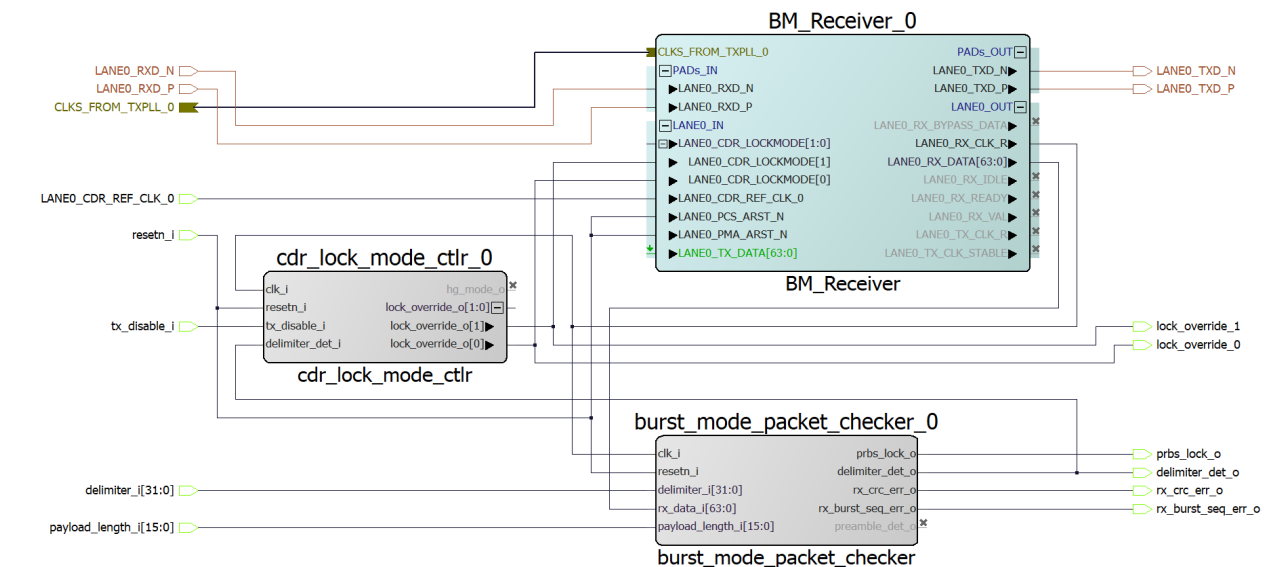 BM_Receiver_0
CLKS_FROM_TXPLL_0
PADs_OUT
LANE0_RXD_N
PADs_IN
LANE0_TXD_N
LANE0_TXD_N
LANE0_RXD_P
LANE0_RXD_N
LANE0_TXD_P
LANE0_TXD_P
CLKS_FROM_TXPLL_0
LANE0_RXD_P
LANE0_OUT
LANE0_IN
LANE0_RX_BYPASS_DATA
LANE0_CDR_LOCKMODE[1:0]
LANE0_RX_CLK_R
LANE0_CDR_LOCKMODE[1]
LANE0_RX_DATA[63:0]
LANE0_CDR_LOCKMODE[0]
LANE0_RX_IDLE
LANE0_CDR_REF_CLK_0
LANE0_CDR_REF_CLK_0
LANE0_RX_READY
LANE0_PCS_ARST_N
LANE0_RX_VAL
resetn_i
LANE0_PMA_ARST_N
LANE0_TX_CLK_R
LANE0_TX_DATA[63:0]
LANE0_TX_CLK_STABLE
BM_Receiver
cdr_lock_mode_ctlr_0
clk_i
hg_mode_o
resetn_i
lock_override_o[1:0]
tx_disable_i
tx_disable_i
lock_override_o[1]
lock_override_1
delimiter_det_i
lock_override_o[0]
lock_override_0
cdr_lock_mode_ctlr
burst_mode_packet_checker_0
clk_i
prbs_lock_o
prbs_lock_o
resetn_i
delimiter_det_o
delimiter_det_o
delimiter_i[31:0]
delimiter_i[31:0]
rx_crc_err_o
rx_crc_err_o
rx_data_i[63:0]
rx_burst_seq_err_o
rx_burst_seq_err_o
payload_length_i[15:0]
payload_length_i[15:0]
preamble_det_o
burst_mode_packet_checker